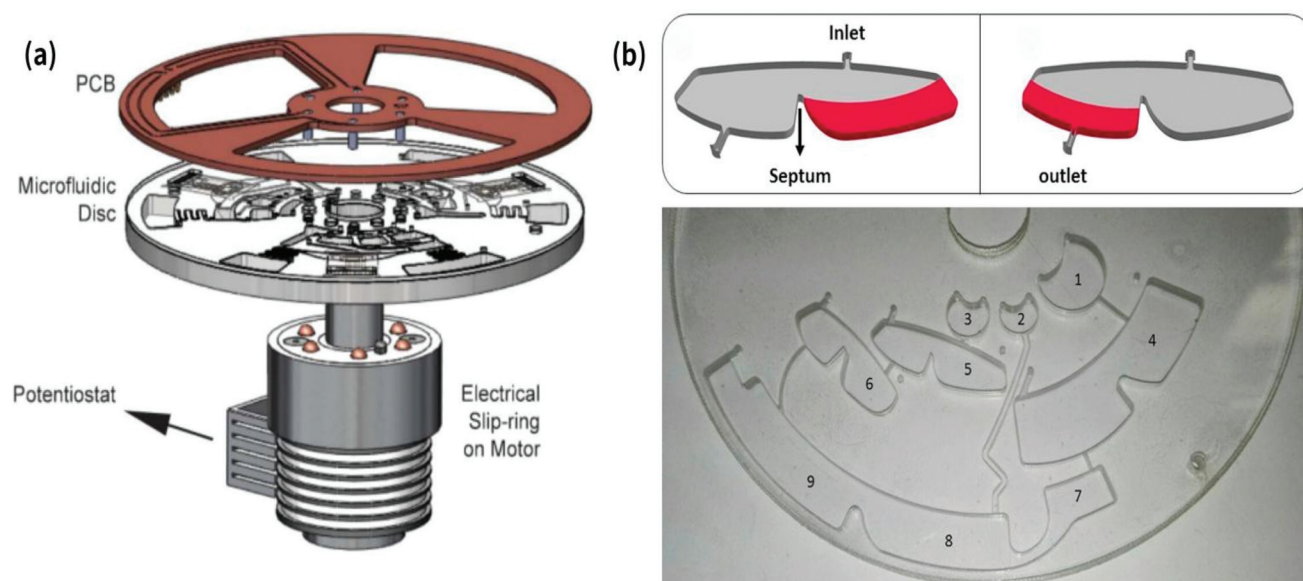 (a)
PCB
Microfluidic
Disc
Potentiostat
Electrical
Slip-ring
on Motor
(b)
Inlet
Septum
outlet
1
3
2
4
5
6
7
9
8